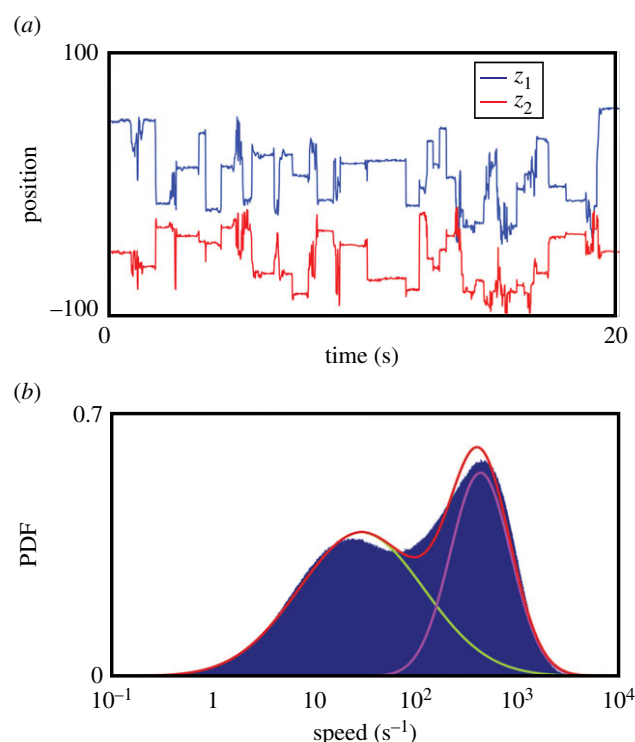 (a)
100
z1
z2
position
–100
0
20
time (s)
(b)
0.7
PDF
0
10⁻¹
1
10
10²
10³
10⁴
speed (s⁻¹)